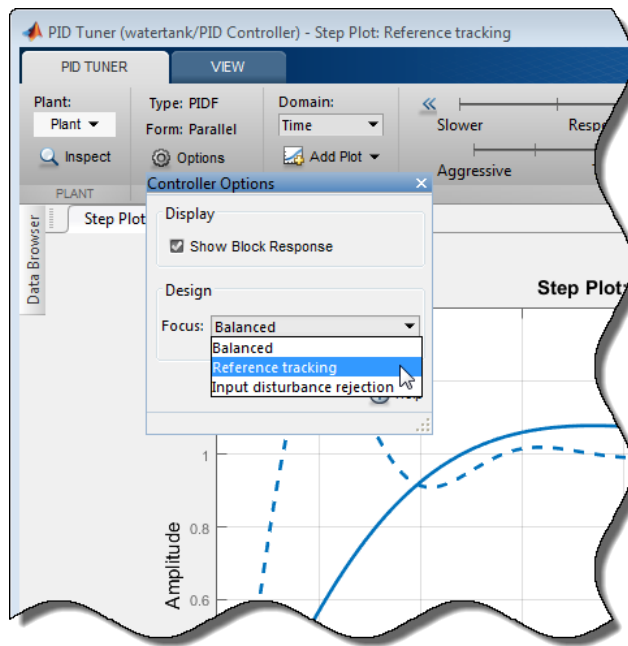 PID Tuner (watertank/PID Controller) - Step Plot: Reference tracking
PID TUNER VIEW
Plant: Type: PIDF Domain:
Plant Form: Parallel Time Slower
Inspect Options Add Plot Aggressive
PLANT
Controller Options
Step Plot
Data Browser
Display
Show Block Response
Design
Focus: Balanced
Balanced
Reference tracking
Input disturbance rejection
Step Plot:
1
0.8
0.6
Amplitude